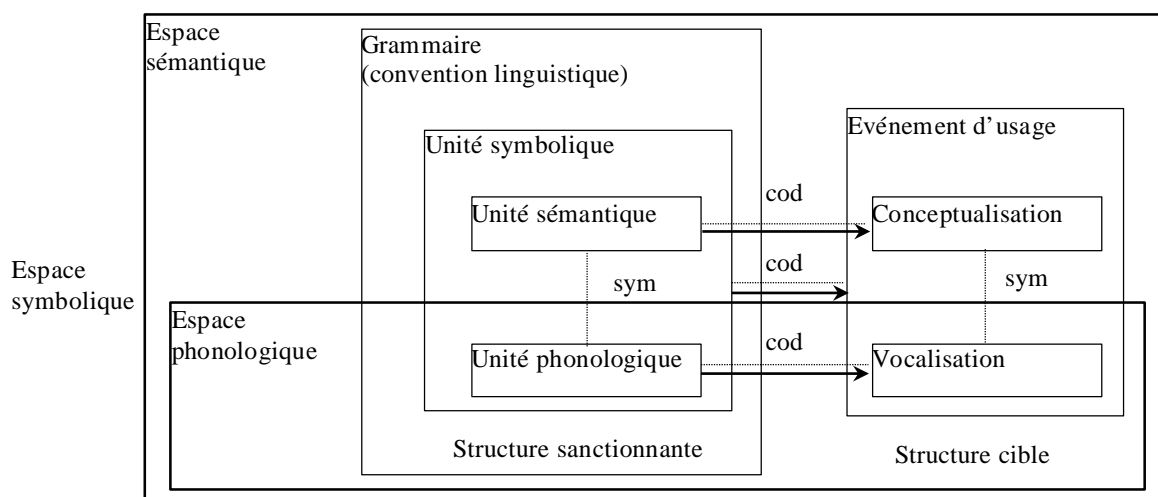 Espace
sémantique
Grammaire
(convention linguistique)
Evénement d’usage
Unité symbolique
cod
Unité sémantique
Conceptualisation
cod
Espace
symbolique
sym
sym
Espace
phonologique
cod
Unité phonologique
Vocalisation
Structure sanctionnante
Structure cible